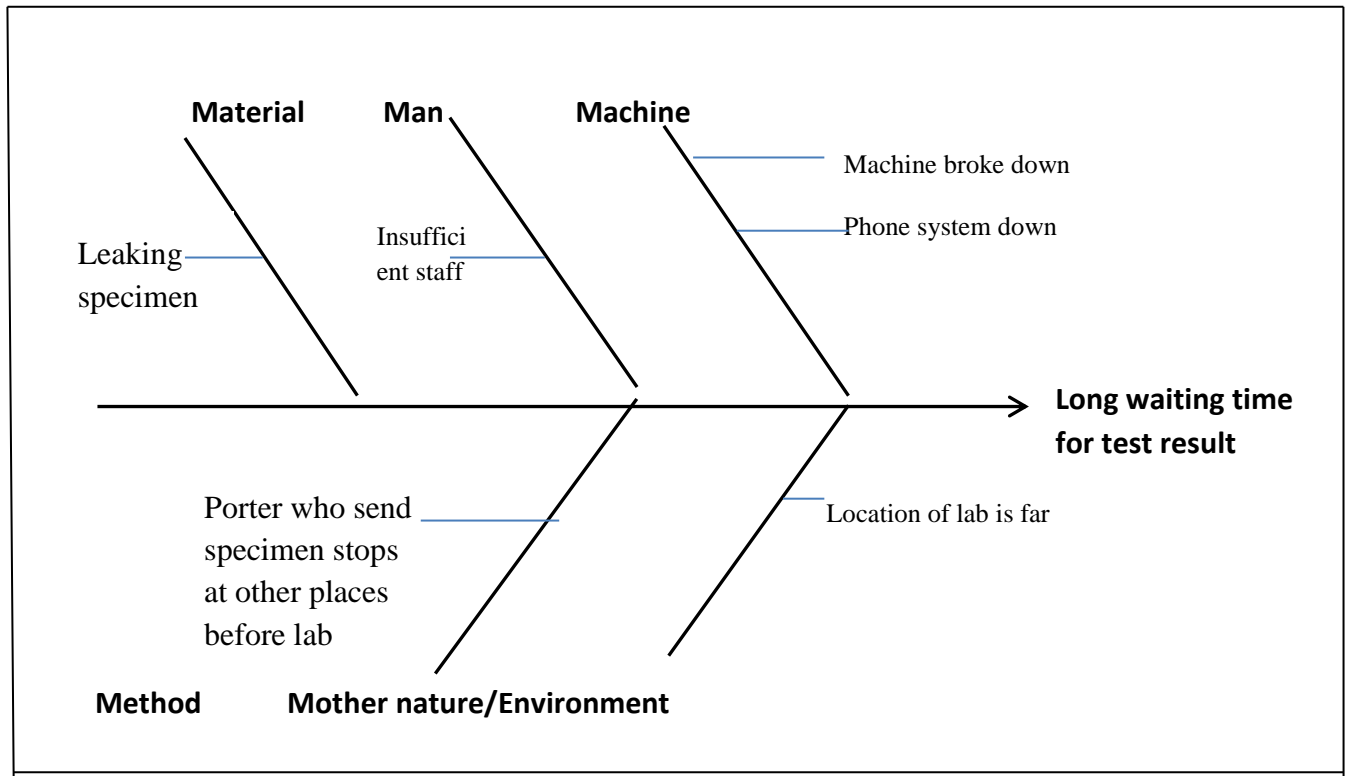 Material Man Machine
Machine broke down
Phone system down
Insuffici
ent staff
Leaking
specimen
Long waiting time
for test result
Porter who send
specimen stops
at other places
before lab
Location of lab is far
Method Mother nature/Environment